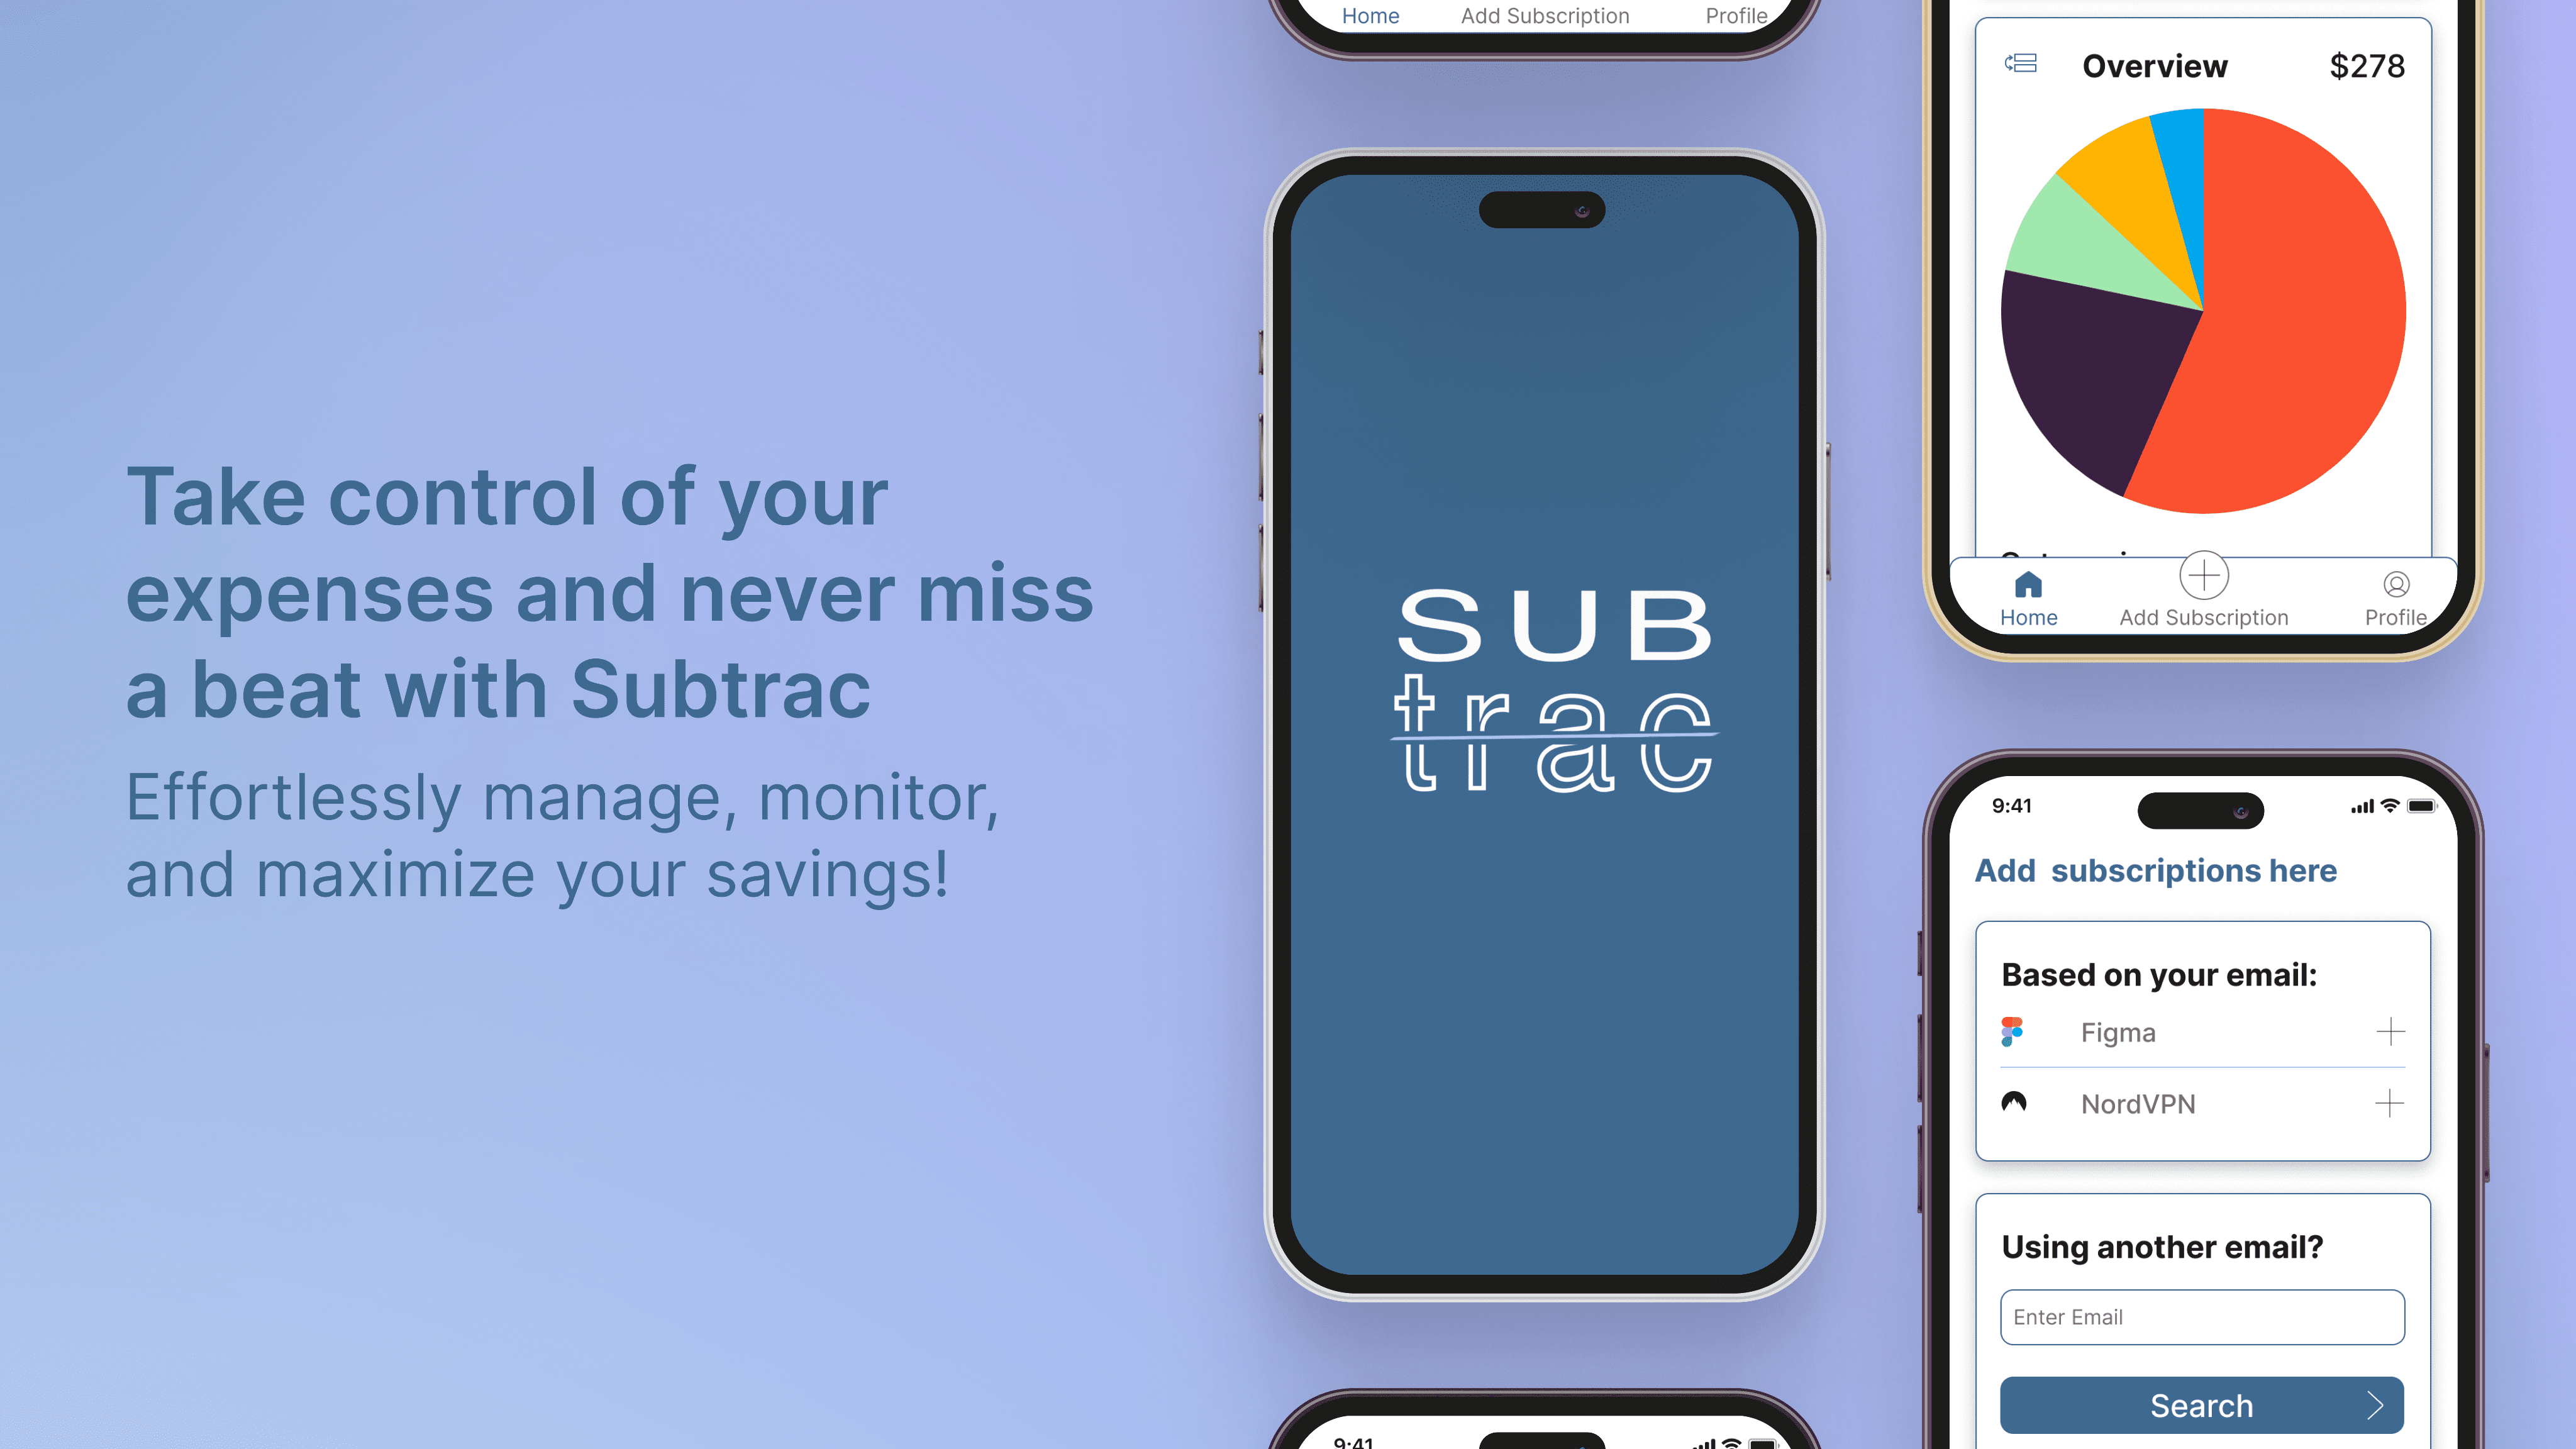 Take control of your
expenses and never miss
a beat with Subtrac
Effortlessly manage, monitor,
and maximize your savings!
Home Add Subscription Profile
SUB
trac
9:41
Overview $278
Home Add Subscription Profile
9:41
Add subscriptions here
Based on your email:
Figma
NordVPN
Using another email?
Enter Email
Search